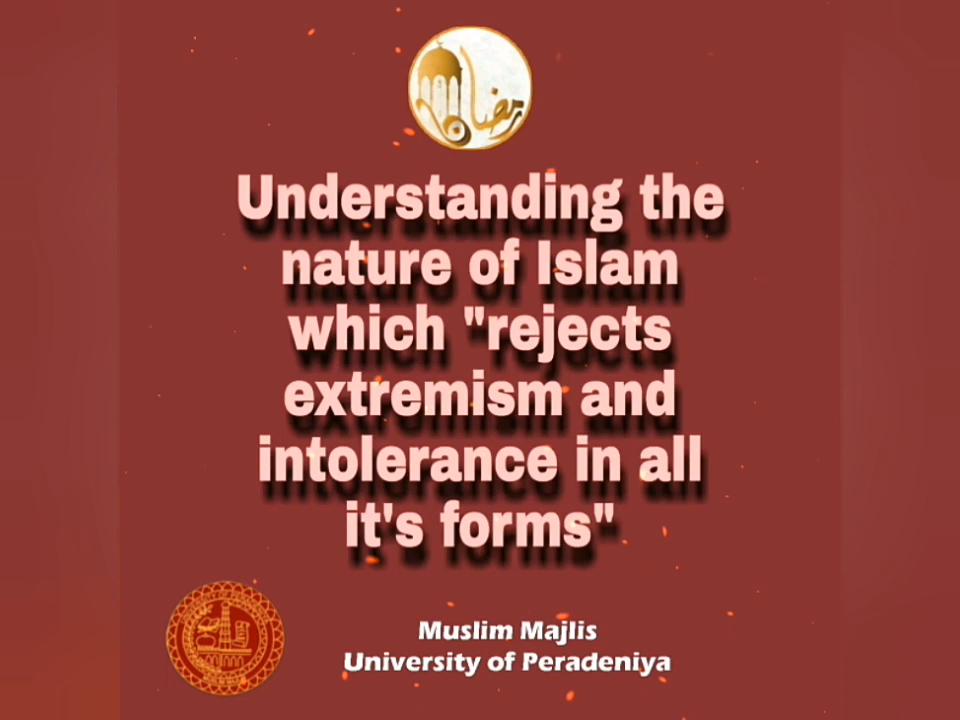 رمضان
Understanding the
nature of Islam
which "rejects
extremism and
intolerance in all
it's forms"
Muslim Majlis
University of Peradeniya